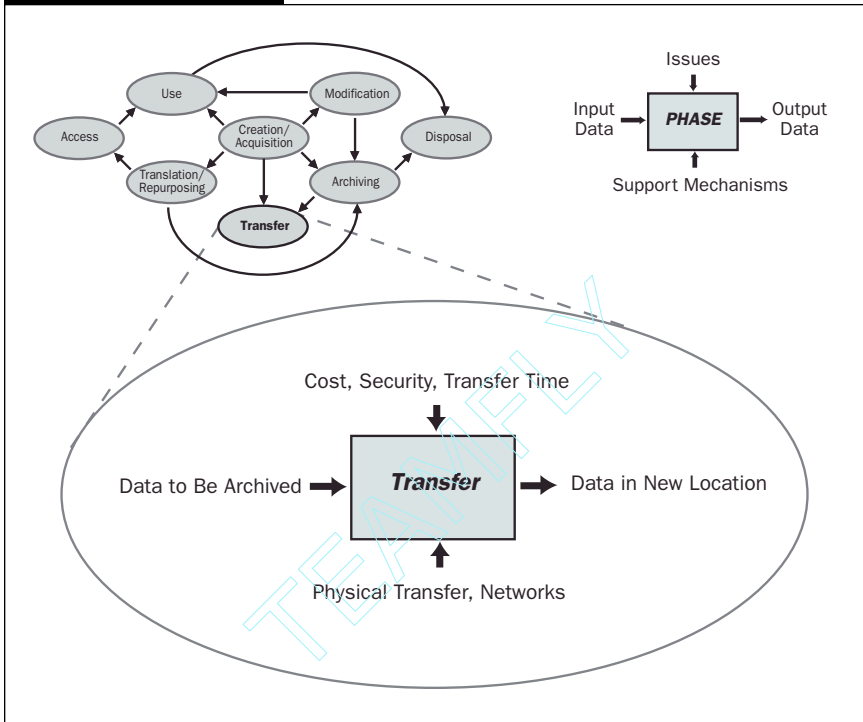 Use
Modification
Access
Creation/
Acquisition
Disposal
Translation/
Repurposing
Archiving
Transfer
Issues
Input
Data
PHASE
Output
Data
Support Mechanisms
Cost, Security, Transfer Time
Data to Be Archived
Transfer
Data in New Location
Physical Transfer, Networks
TEAMFLY